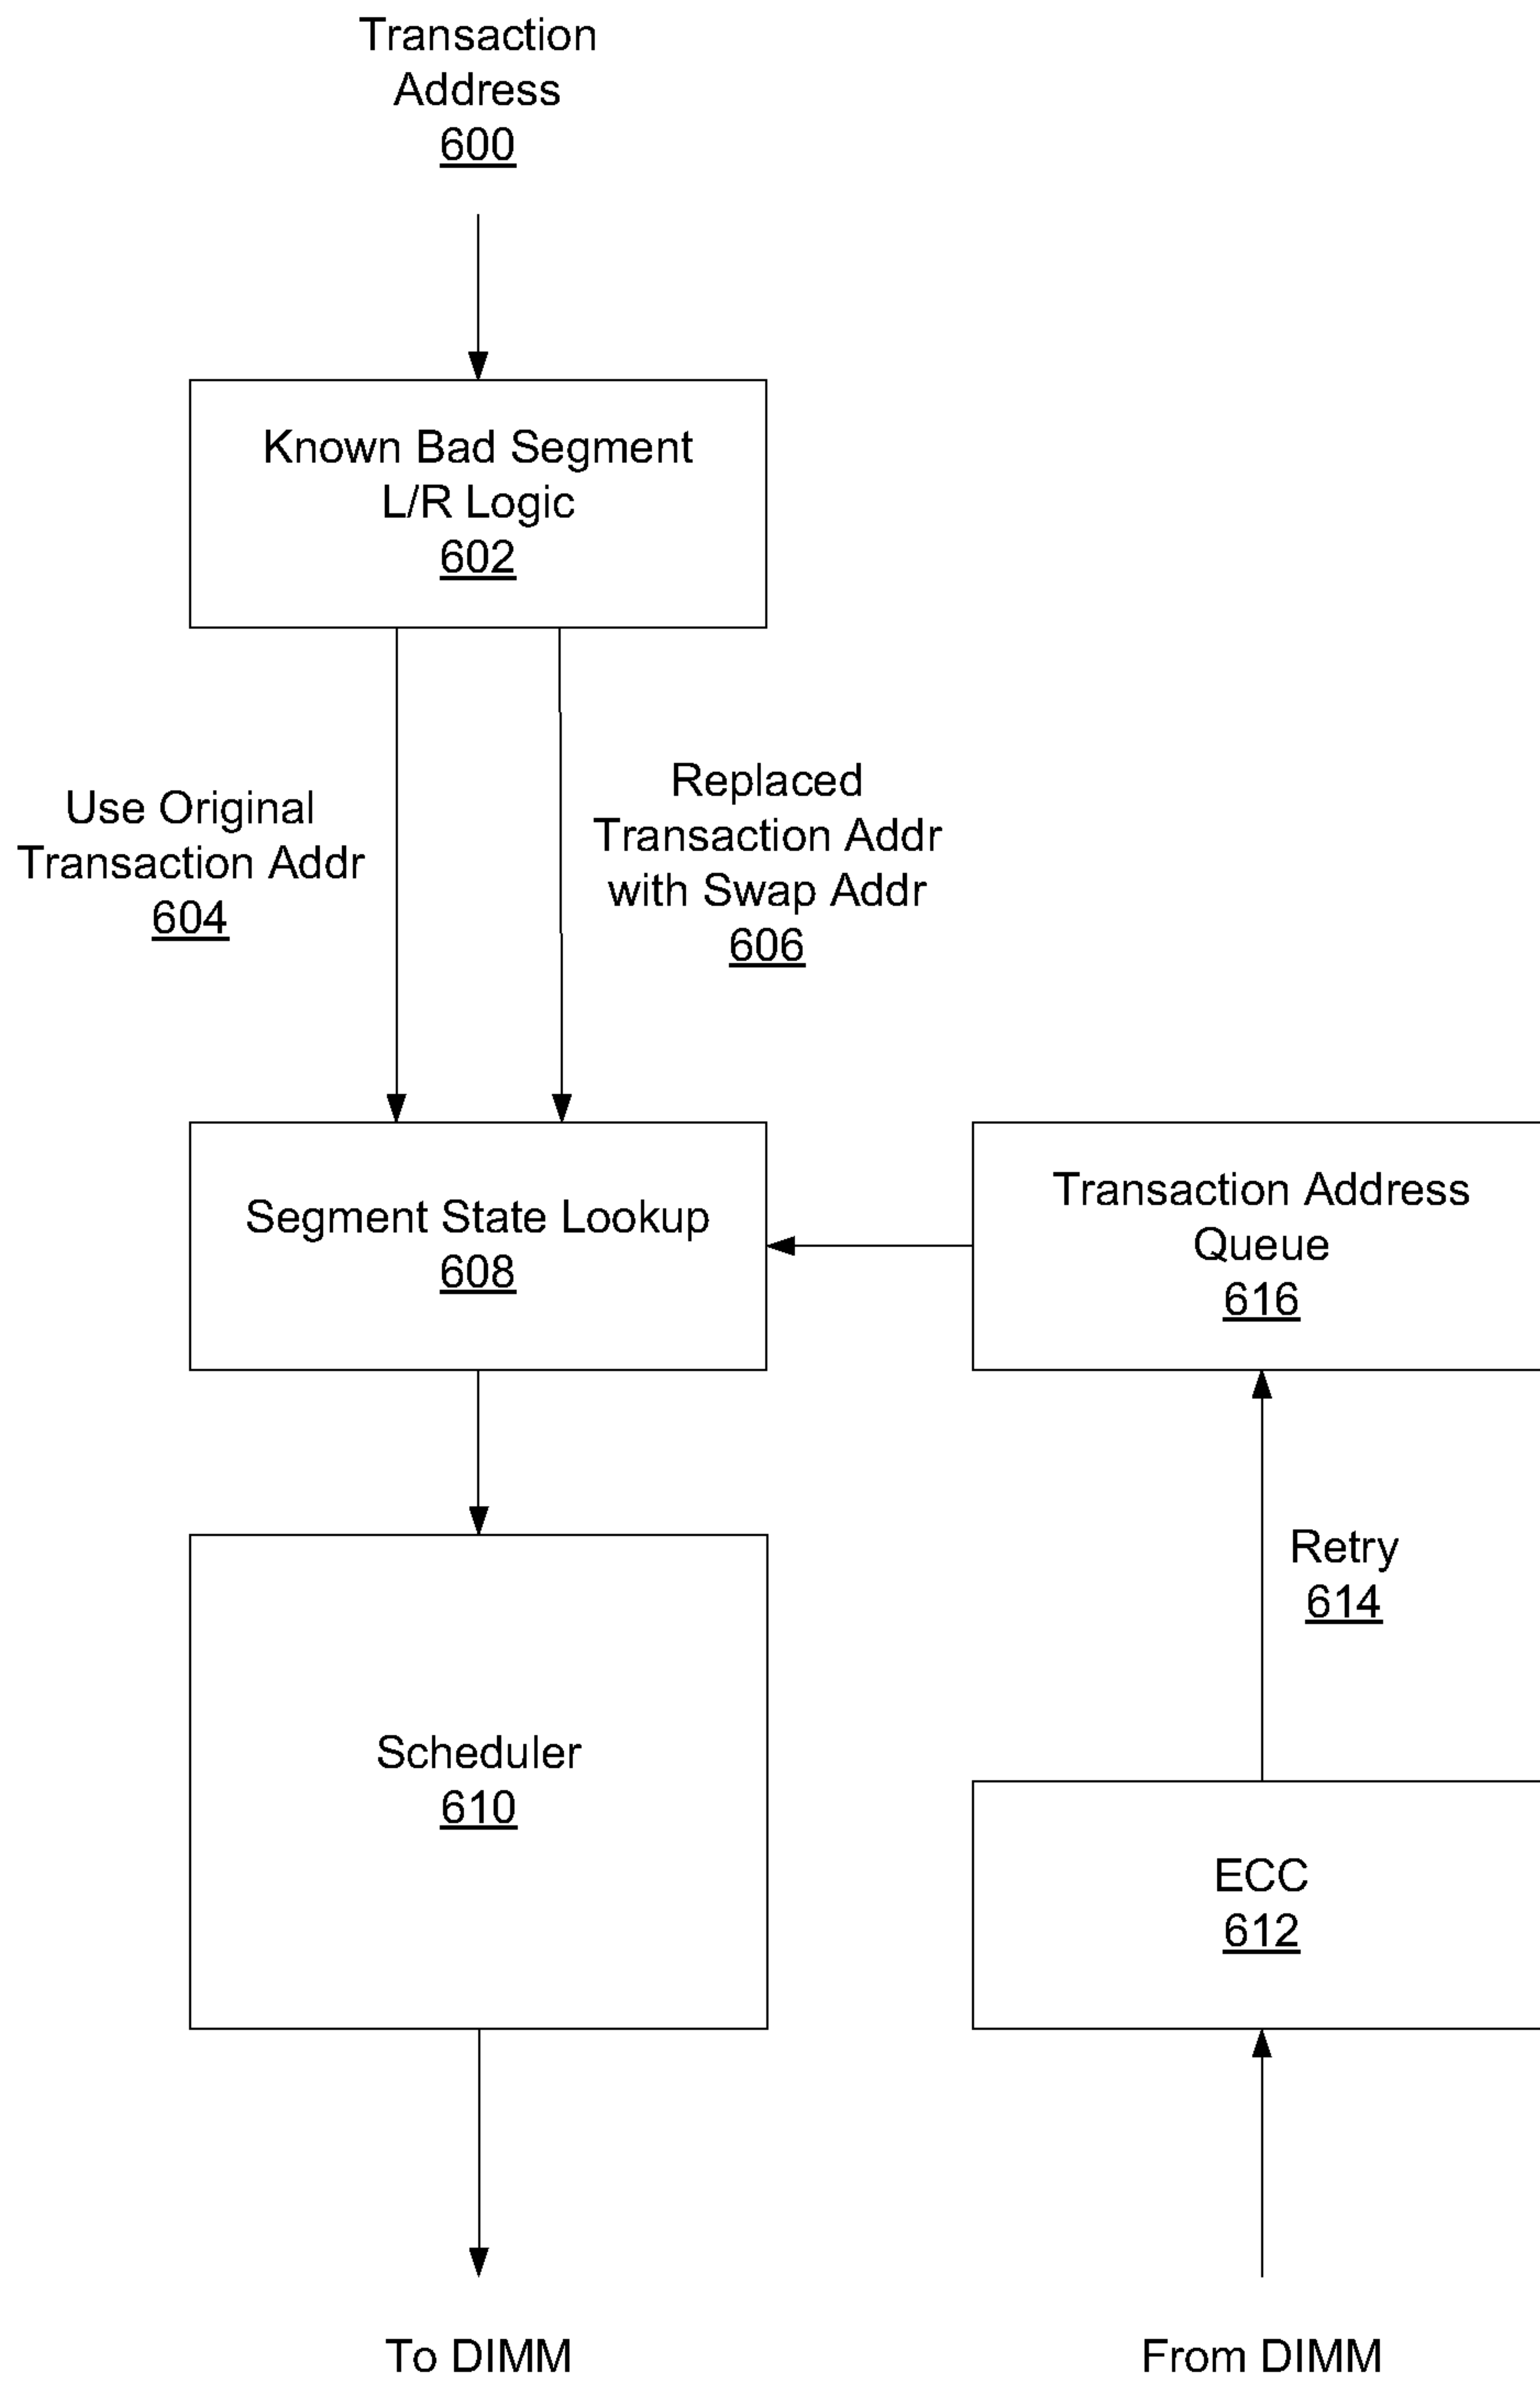 Transaction
Address
600
Known Bad Segment
L/R Logic
602
Use Original
Transaction Addr
604
Replaced
Transaction Addr
with Swap Addr
606
Segment State Lookup
608
Transaction Address
Queue
616
Retry
614
Scheduler
610
ECC
612
To DIMM
From DIMM